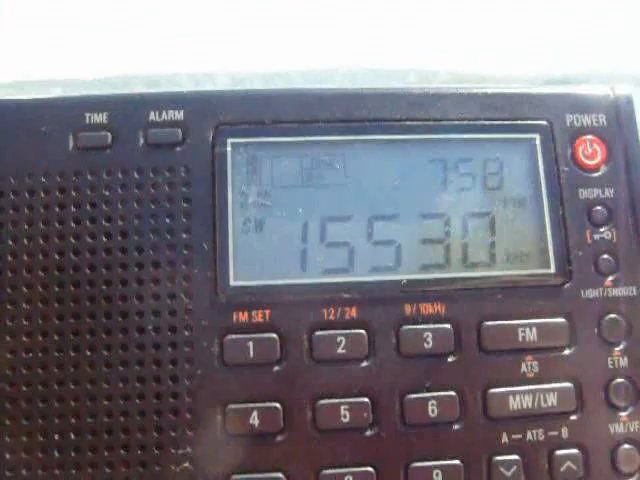 TIME ALARM POWER
758
DISPLAY
SW 15530
LIGHT/SNOOZE
FM SET 12/24 9/10kHz
1 2 3 FM
ATS ETM
4 5 6 MW/LW
A — ATS — B VM/VF
8 9